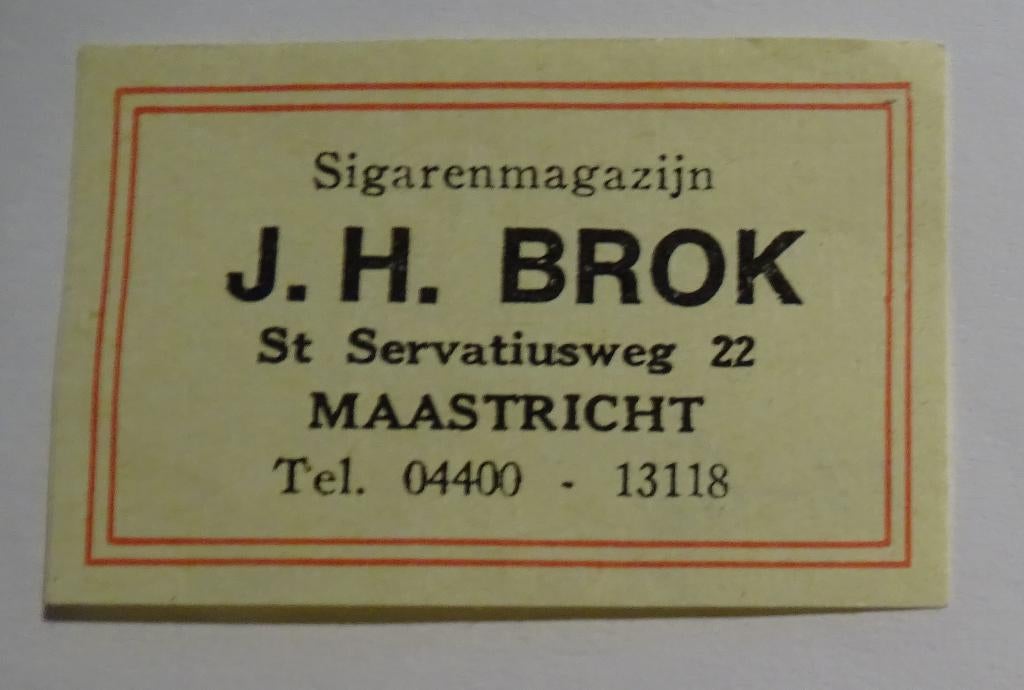 Sigarenmagazijn
J. H. BROK
St Servatiusweg 22
MAASTRICHT
Tel. 04400 - 13118